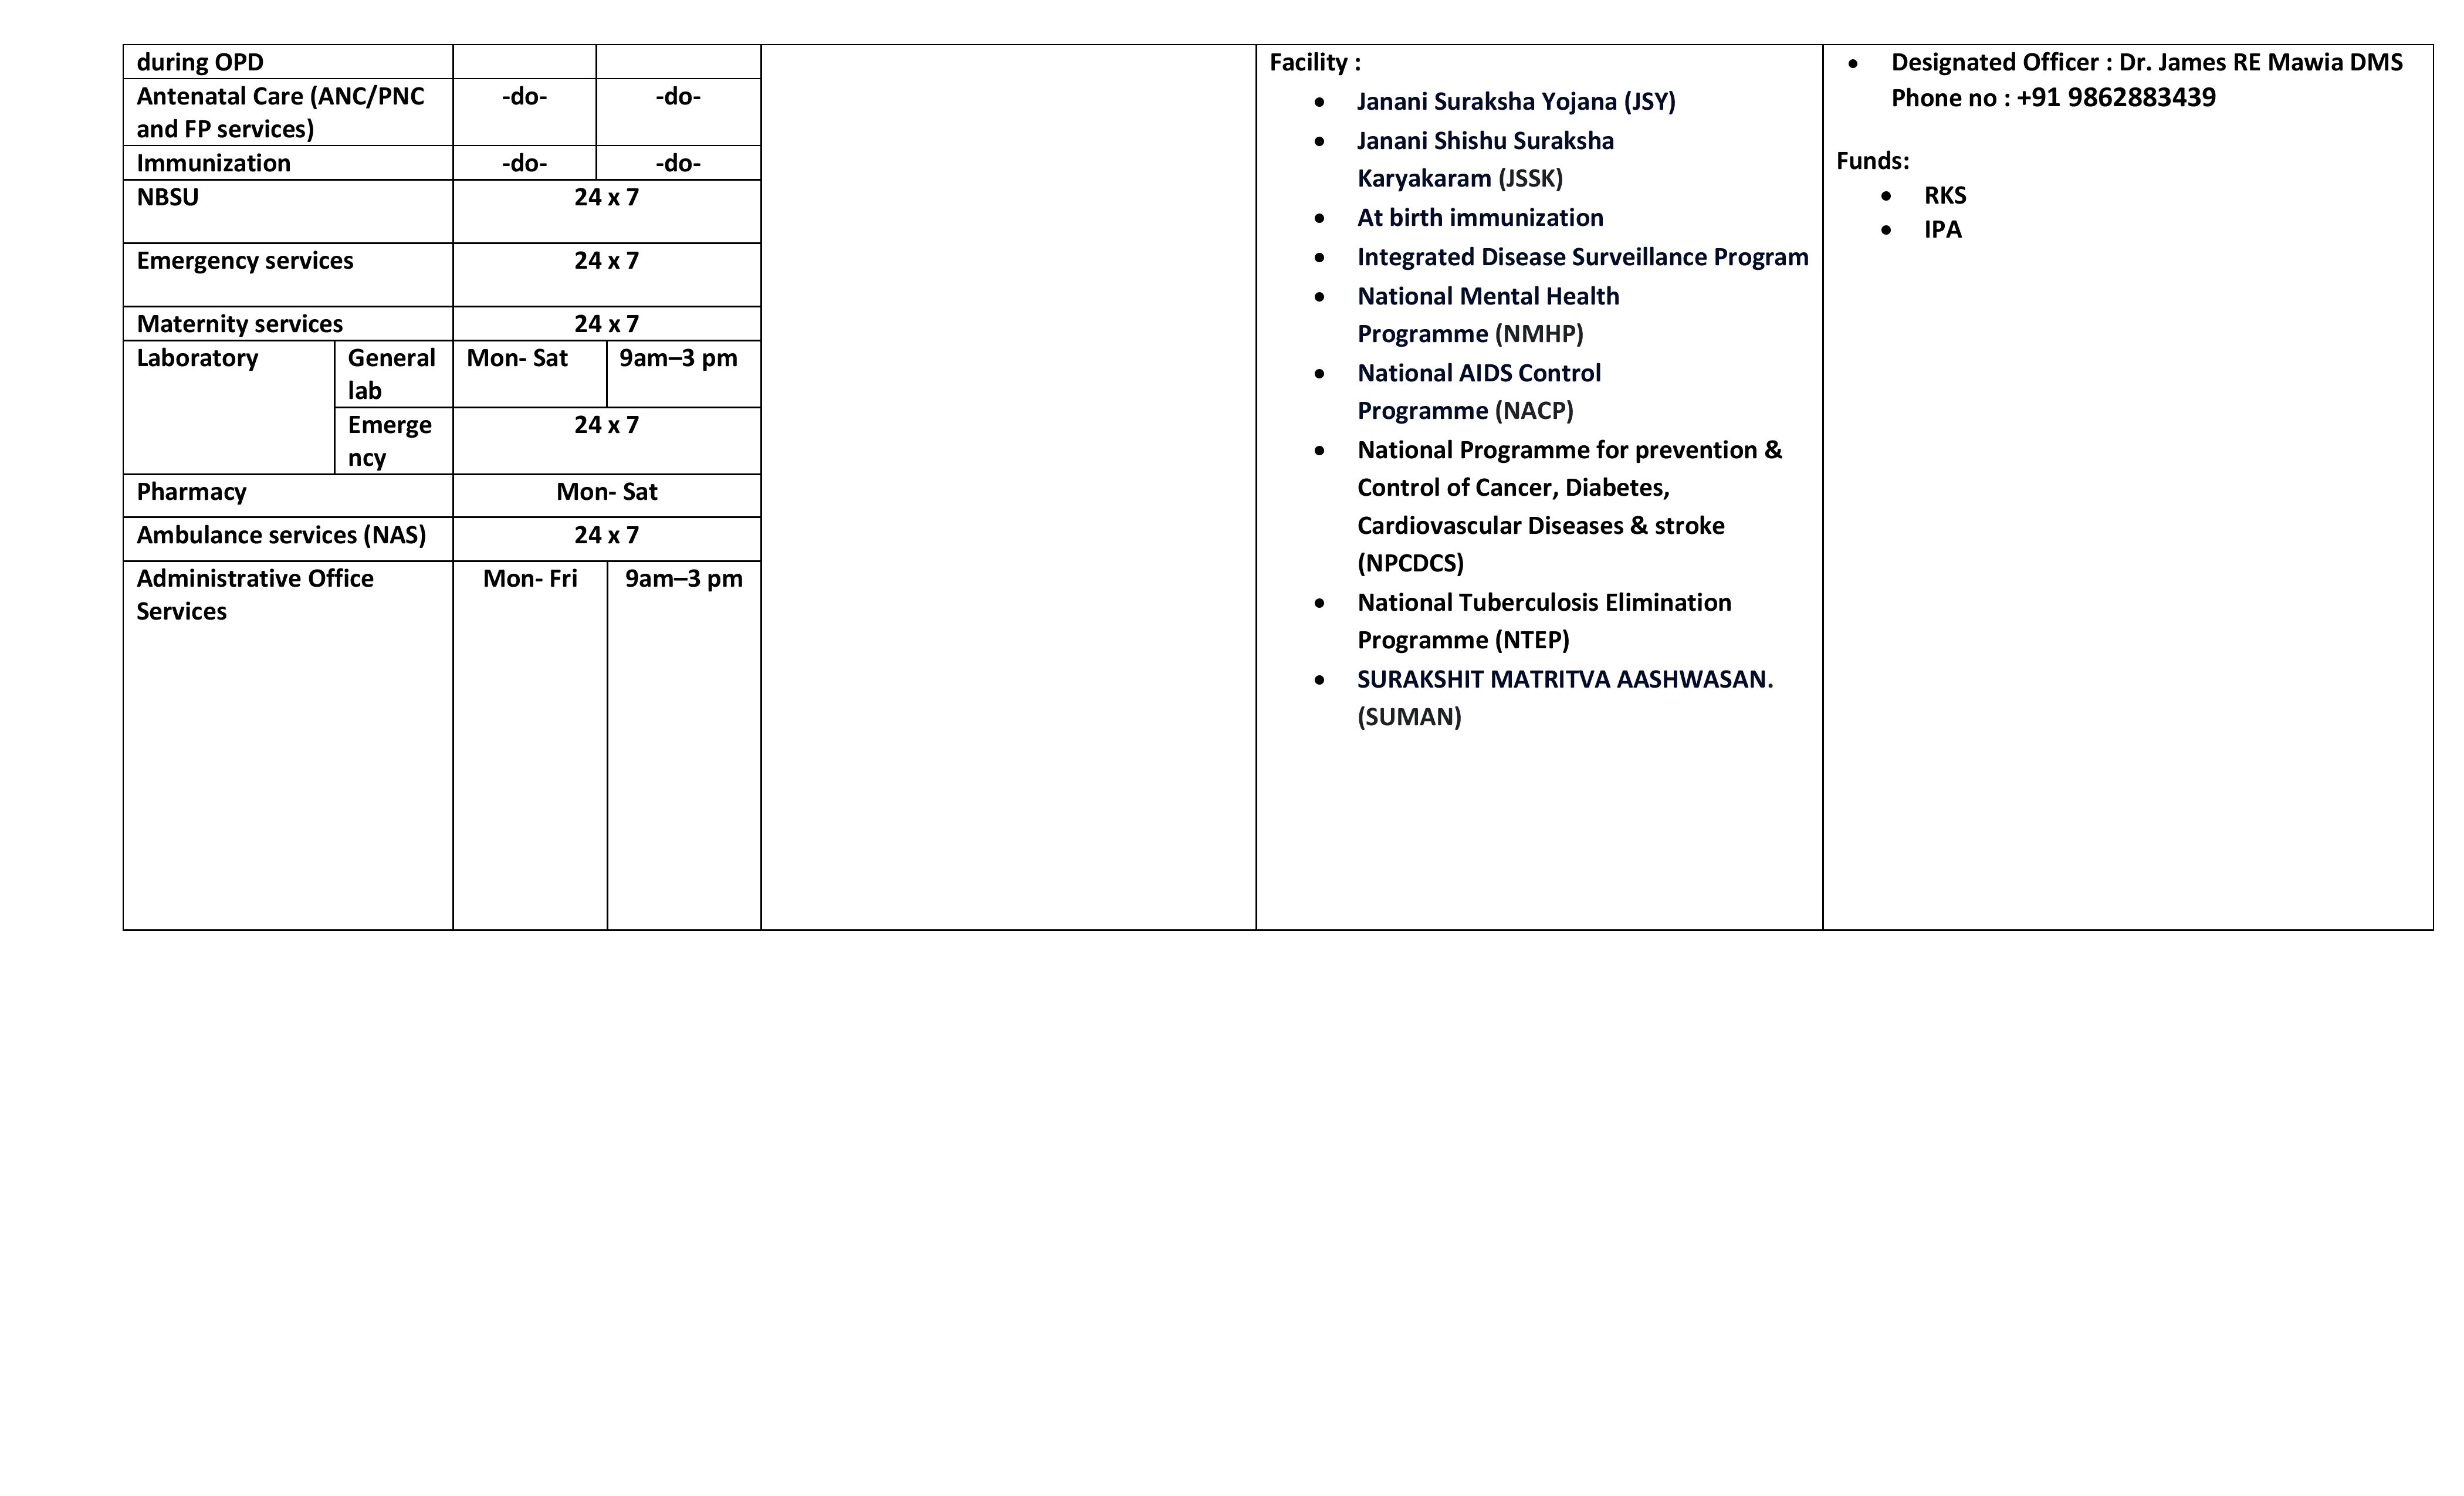 during OPD
Antenatal Care (ANC/PNC -do- -do-
and FP services)
Immunization -do- -do-
NBSU 24 x 7
Emergency services 24 x 7
Maternity services 24 x 7
Laboratory General Mon- Sat 9am–3 pm
lab
Emerge 24 x 7
ncy
Pharmacy Mon- Sat
Ambulance services (NAS) 24 x 7
Administrative Office Mon- Fri 9am–3 pm
Services
Facility :
• Janani Suraksha Yojana (JSY)
• Janani Shishu Suraksha
Karyakaram (JSSK)
• At birth immunization
• Integrated Disease Surveillance Program
• National Mental Health
Programme (NMHP)
• National AIDS Control
Programme (NACP)
• National Programme for prevention &
Control of Cancer, Diabetes,
Cardiovascular Diseases & stroke
(NPCDCS)
• National Tuberculosis Elimination
Programme (NTEP)
• SURAKSHIT MATRITVA AASHWASAN.
(SUMAN)
• Designated Officer : Dr. James RE Mawia DMS
Phone no : +91 9862883439
Funds:
• RKS
• IPA